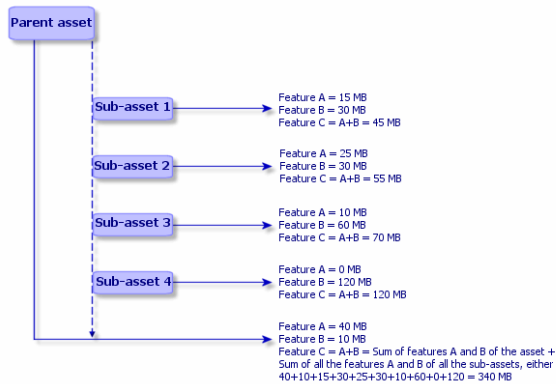 Parent asset
Sub-asset 1
Feature A = 15 MB
Feature B = 30 MB
Feature C = A+B = 45 MB
Sub-asset 2
Feature A = 25 MB
Feature B = 30 MB
Feature C = A+B = 55 MB
Sub-asset 3
Feature A = 10 MB
Feature B = 60 MB
Feature C = A+B = 70 MB
Sub-asset 4
Feature A = 0 MB
Feature B = 120 MB
Feature C = A+B = 120 MB
Feature A = 40 MB
Feature B = 10 MB
Feature C = A+B = Sum of features A and B of the asset +
Sum of all the features A and B of all the sub-assets, either
40+10+15+30+25+30+10+60+0+120 = 340 MB